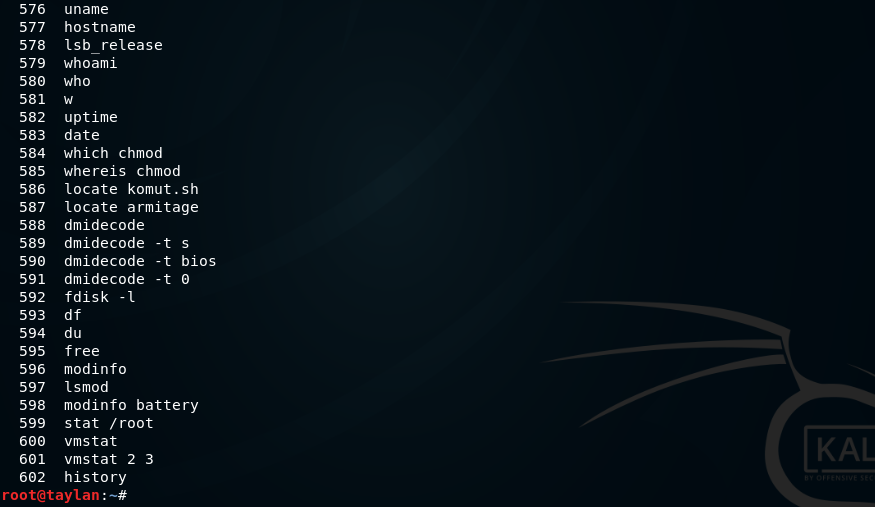 576 uname
577 hostname
578 lsb_release
579 whoami
580 who
581 w
582 uptime
583 date
584 which chmod
585 whereis chmod
586 locate komut.sh
587 locate armitage
588 dmidecode
589 dmidecode -t s
590 dmidecode -t bios
591 dmidecode -t 0
592 fdisk -l
593 df
594 du
595 free
596 modinfo
597 lsmod
598 modinfo battery
599 stat /root
600 vmstat
601 vmstat 2 3
602 history
root@taylan:~#
KAL
BY OFFENSIVE SEC